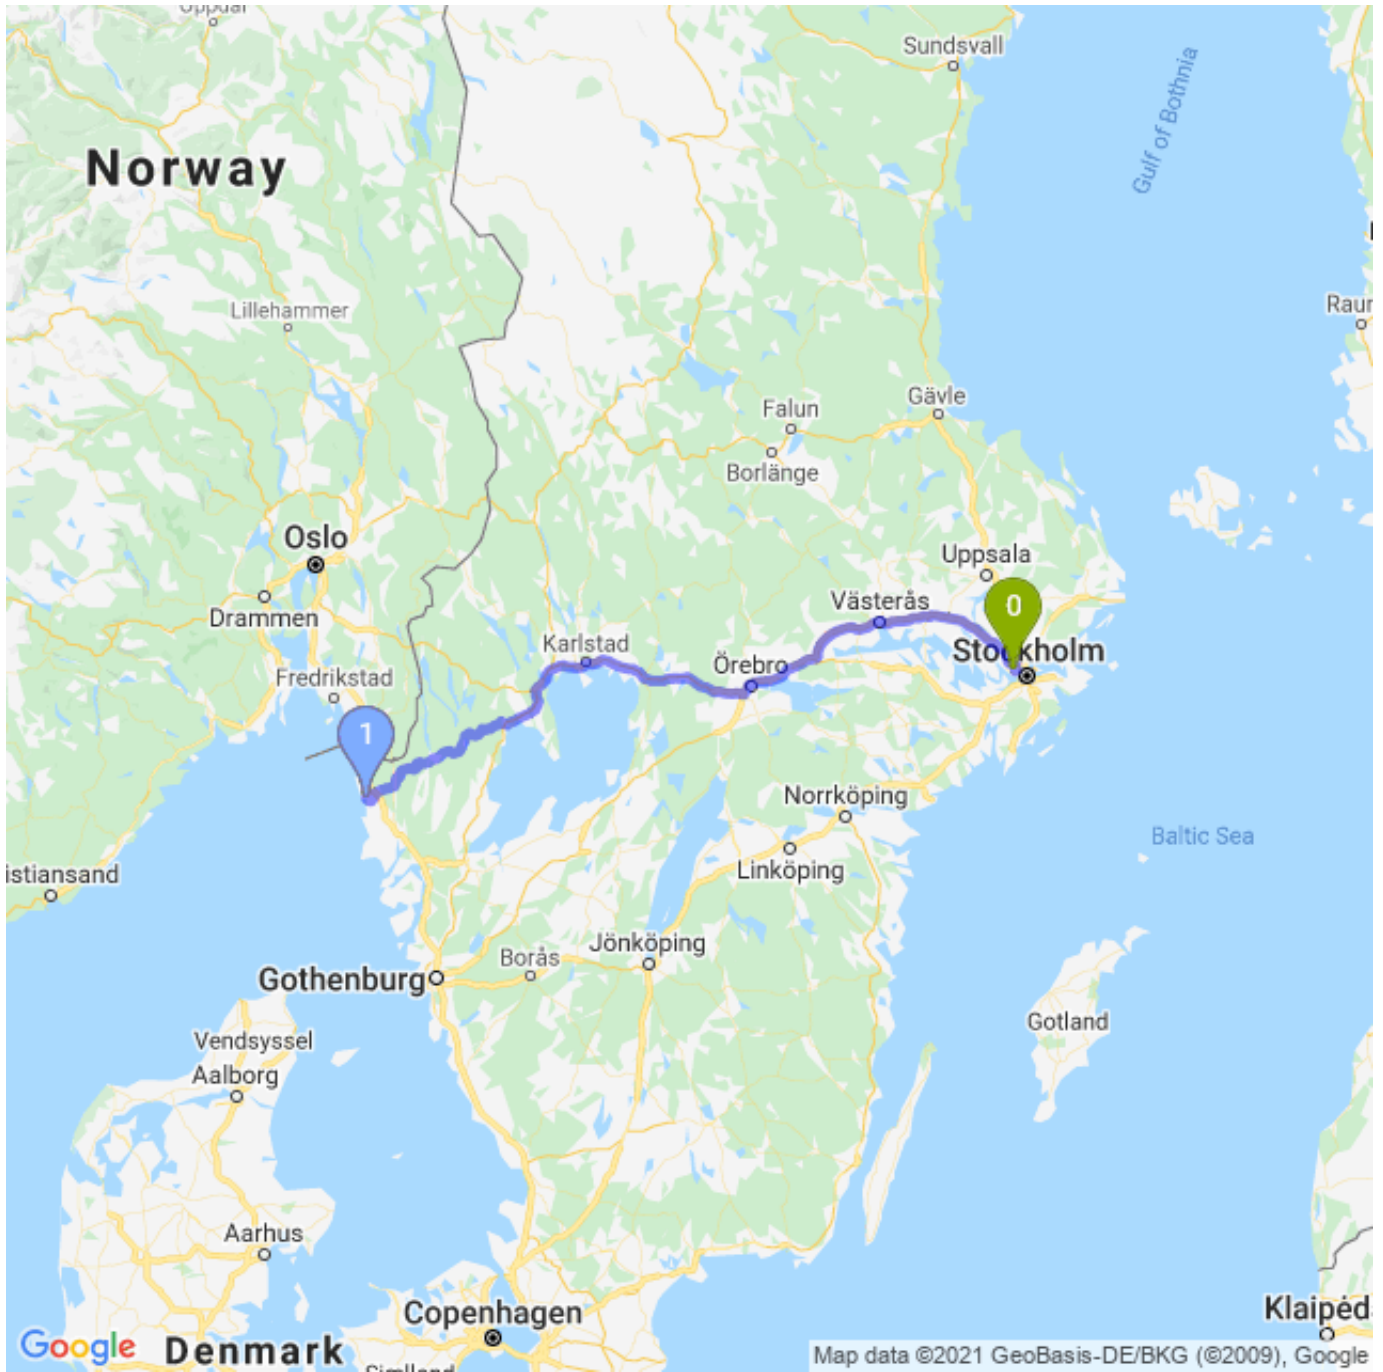 Uppdal
Sundsvall
Gulf of Bothnia
Norway
Lillehammer
Raur
Gävle
Falun
Borlänge
Oslo
Uppsala
0
Drammen
Västerås
Karlstad
Stockholm
Örebro
Fredrikstad
1
Norrköping
Baltic Sea
Linköping
istiansand
Jönköping
Borås
Gothenburg
Gotland
Vendsyssel
Aalborg
Aarhus
Copenhagen
Klaipėd
Google
Denmark
Map data ©2021 GeoBasis-DE/BKG (©2009), Google